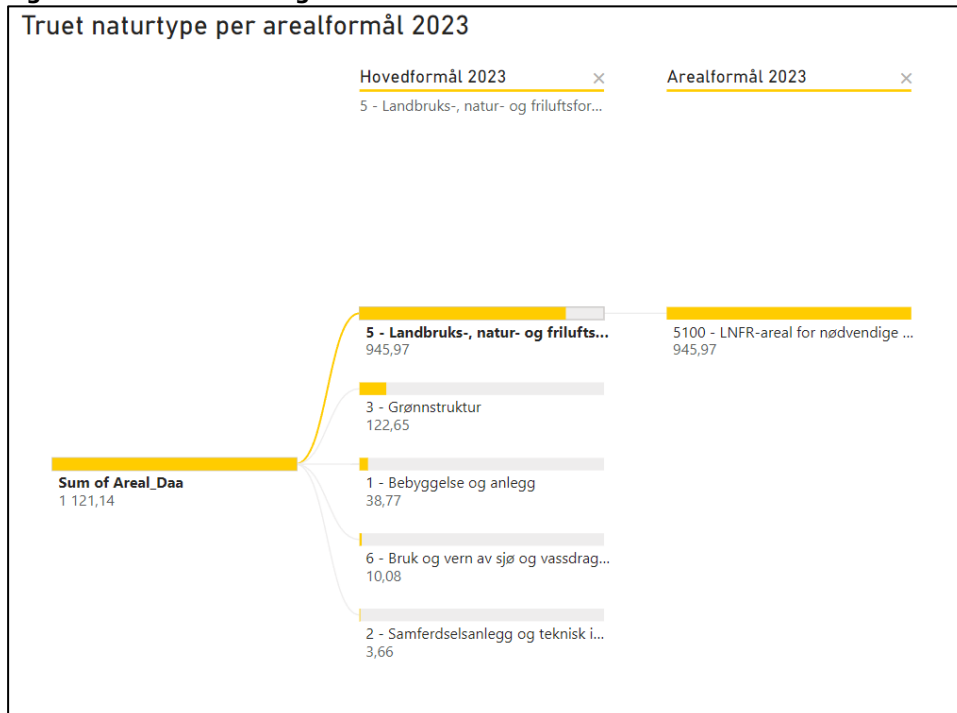 Truet naturtype per arealformål 2023
Hovedformål 2023
Arealformål 2023
5 - Landbruks-, natur- og friluftsfor...
5 - Landbruks-, natur- og frilufts...
945,97
5100 - LNFR-areal for nødvendige ...
945,97
3 - Grønnstruktur
122,65
1 - Bebyggelse og anlegg
38,77
Sum of Areal_Daa
1 121,14
6 - Bruk og vern av sjø og vassdrag...
10,08
2 - Samferdselsanlegg og teknisk i...
3,66